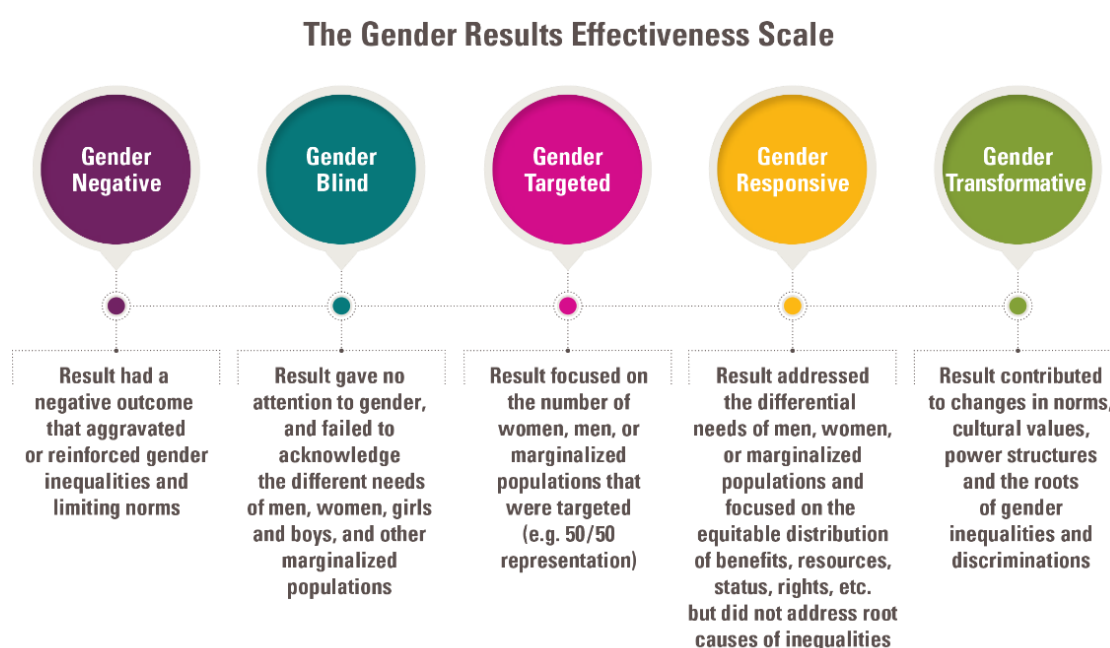 The Gender Results Effectiveness Scale
Gender
Negative
Gender
Blind
Gender
Targeted
Gender
Responsive
Gender
Transformative
Result had a
negative outcome
that aggravated
or reinforced gender
inequalities and
limiting norms
Result gave no
attention to gender,
and failed to
acknowledge
the different needs
of men, women, girls
and boys, and other
marginalized
populations
Result focused on
the number of
women, men, or
marginalized
populations that
were targeted
(e.g. 50/50
representation)
Result addressed
the differential
needs of men, women,
or marginalized
populations and
focused on the
equitable distribution
of benefits, resources,
status, rights, etc.
but did not address root
causes of inequalities
Result contributed
to changes in norms,
cultural values,
power structures
and the roots
of gender
inequalities and
discriminations